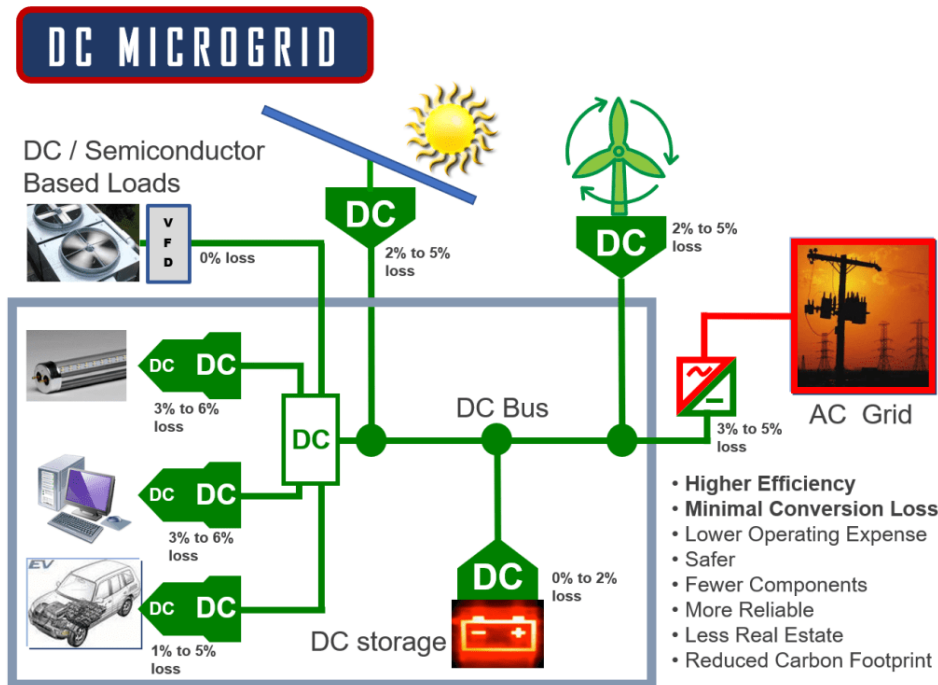 DC MICROGRID
DC / Semiconductor
Based Loads
V
F
D
0% loss
DC
2% to 5%
loss
DC
2% to 5%
loss
DC DC
3% to 6%
loss
DC
DC Bus
3% to 5%
loss
AC Grid
DC DC
3% to 6%
loss
EV
DC DC
1% to 5%
loss
DC storage
DC
0% to 2%
loss
• Higher Efficiency
• Minimal Conversion Loss
• Lower Operating Expense
• Safer
• Fewer Components
• More Reliable
• Less Real Estate
• Reduced Carbon Footprint